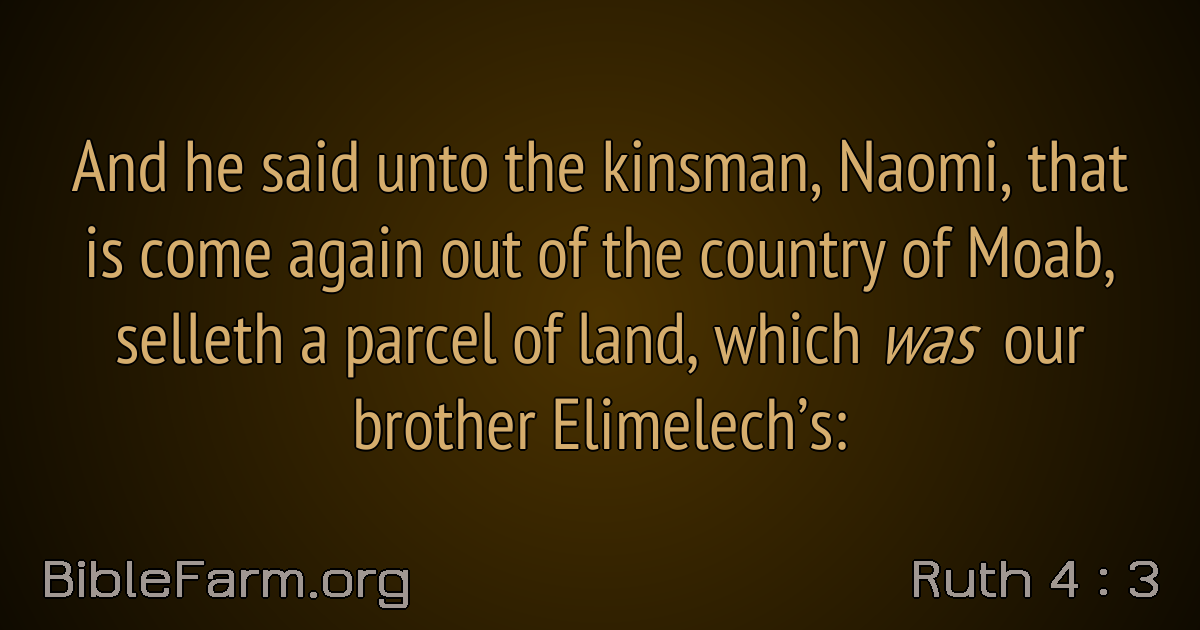 And he said unto the kinsman, Naomi, that
is come again out of the country of Moab,
selleth a parcel of land, which was our
brother Elimelech’s:
BibleFarm.org
Ruth 4 : 3